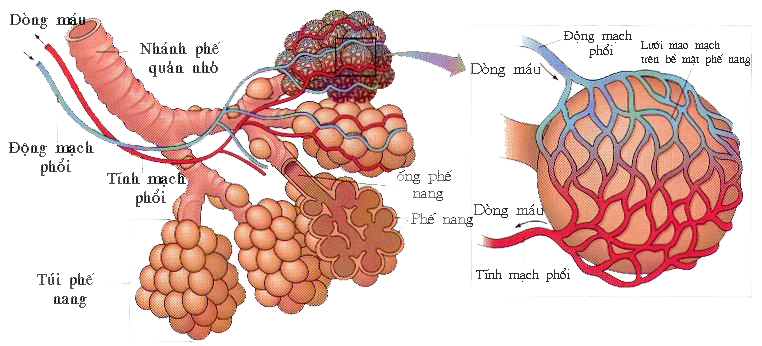 Dòng máu
Nhánh phế
quản nhỏ
Động mạch
phổi
Tĩnh mạch
phổi
ống phế
nang
Phế nang
Túi phế
nang
Động mạch
phổi
Lưới mao mạch
trên bề mặt phế nang
Dòng máu
Dòng máu
Tĩnh mạch phổi